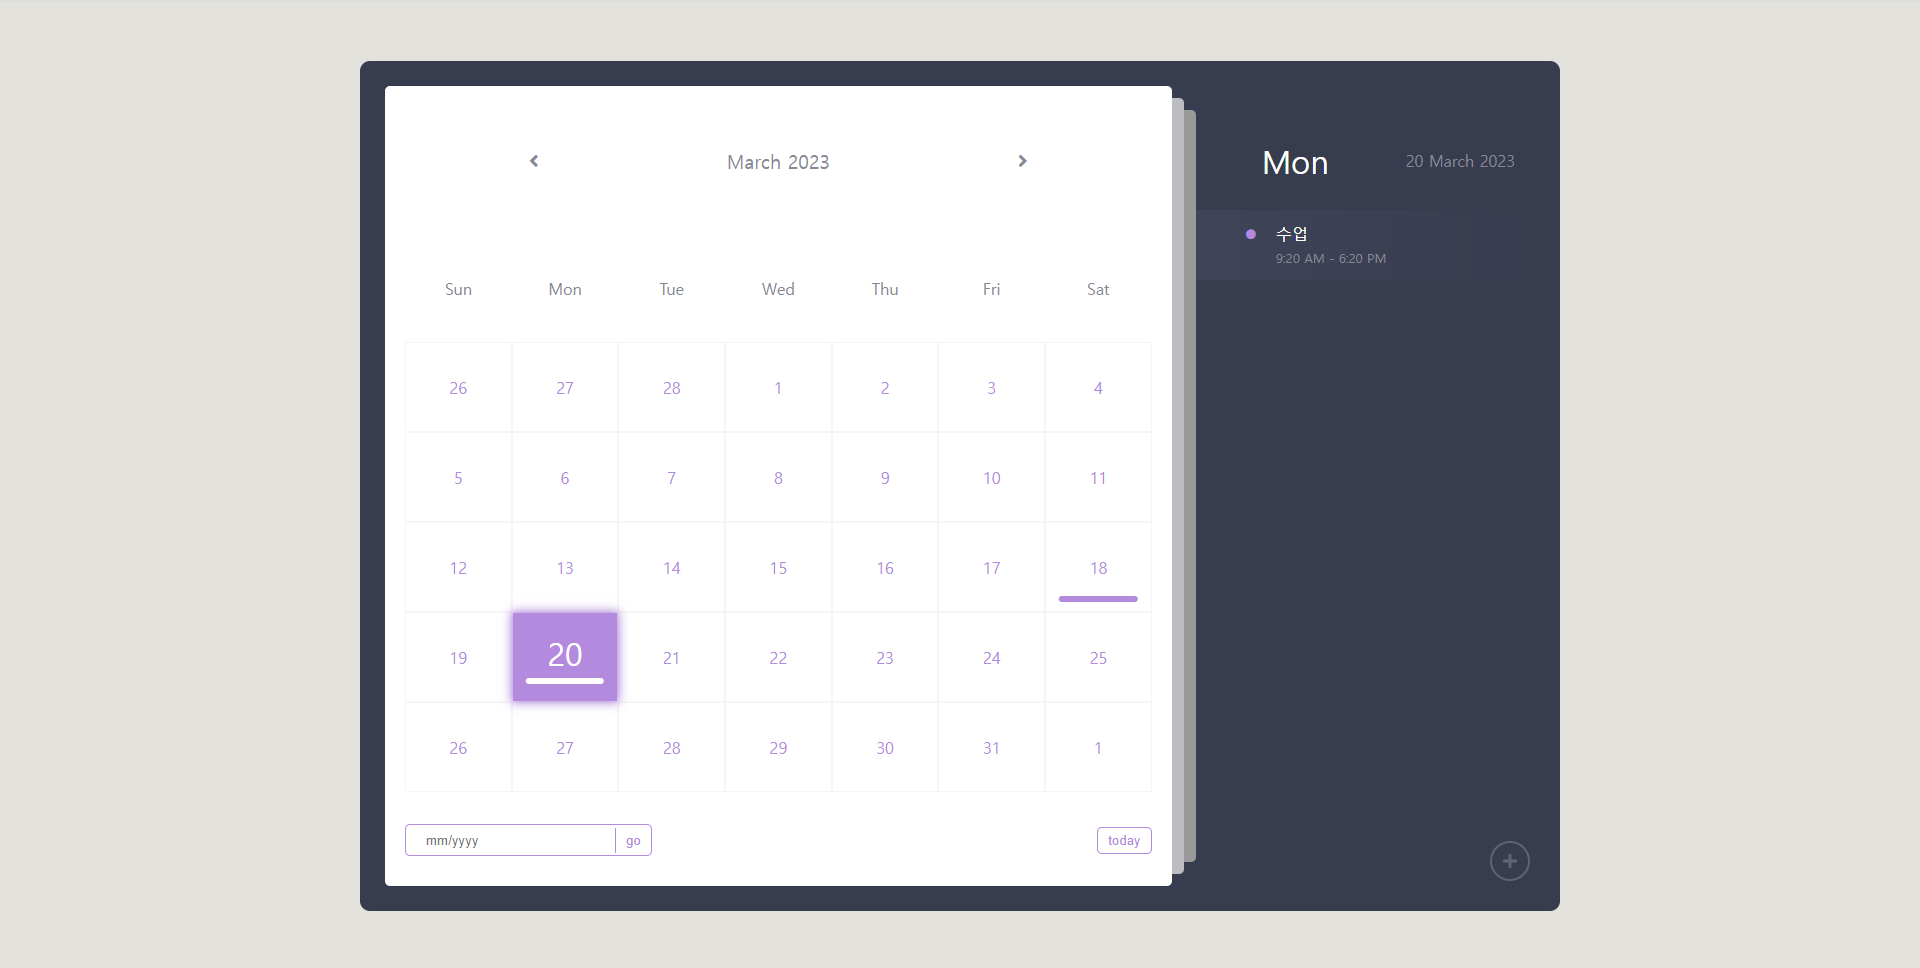 March 2023
Sun Mon Tue Wed Thu Fri Sat
26 27 28 1 2 3 4
5 6 7 8 9 10 11
12 13 14 15 16 17 18
19 20 21 22 23 24 25
26 27 28 29 30 31 1
mm/yyyy go today
Mon 20 March 2023
수업
9:20 AM - 6:20 PM